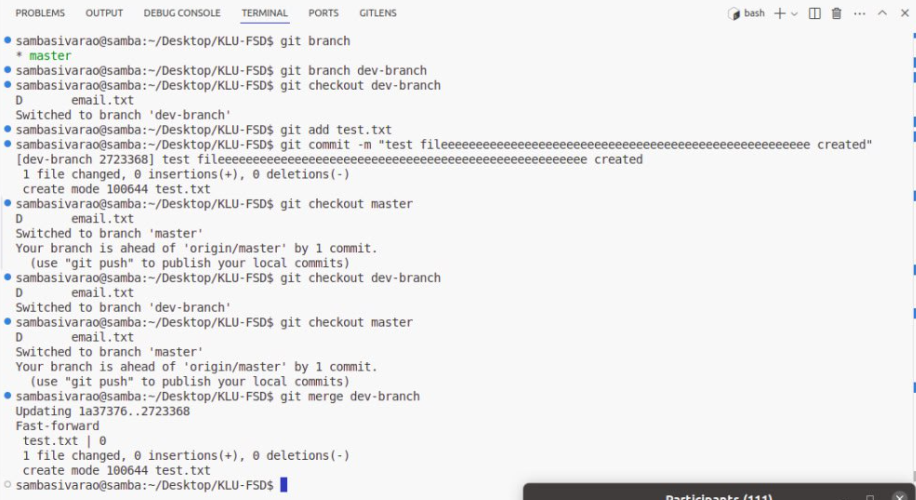 PROBLEMS OUTPUT DEBUG CONSOLE TERMINAL PORTS GITLENS bash
sambasivarao@samba:~/Desktop/KLU-FSD$ git branch
* master
sambasivarao@samba:~/Desktop/KLU-FSD$ git branch dev-branch
sambasivarao@samba:~/Desktop/KLU-FSD$ git checkout dev-branch
D       email.txt
Switched to branch 'dev-branch'
sambasivarao@samba:~/Desktop/KLU-FSD$ git add test.txt
sambasivarao@samba:~/Desktop/KLU-FSD$ git commit -m "test fileeeeeeeeeeeeeeeeeeeeeeeeeeeeeeeeeeeeeeeeeeeeeeeeeeeee created"
[dev-branch 2723368] test fileeeeeeeeeeeeeeeeeeeeeeeeeeeeeeeeeeeeeeeeeeeeeeeeeeeee created
 1 file changed, 0 insertions(+), 0 deletions(-)
 create mode 100644 test.txt
sambasivarao@samba:~/Desktop/KLU-FSD$ git checkout master
D       email.txt
Switched to branch 'master'
Your branch is ahead of 'origin/master' by 1 commit.
  (use "git push" to publish your local commits)
sambasivarao@samba:~/Desktop/KLU-FSD$ git checkout dev-branch
D       email.txt
Switched to branch 'dev-branch'
sambasivarao@samba:~/Desktop/KLU-FSD$ git checkout master
D       email.txt
Switched to branch 'master'
Your branch is ahead of 'origin/master' by 1 commit.
  (use "git push" to publish your local commits)
sambasivarao@samba:~/Desktop/KLU-FSD$ git merge dev-branch
Updating 1a37376..2723368
Fast-forward
 test.txt | 0
 1 file changed, 0 insertions(+), 0 deletions(-)
 create mode 100644 test.txt
sambasivarao@samba:~/Desktop/KLU-FSD$
Participants (111)